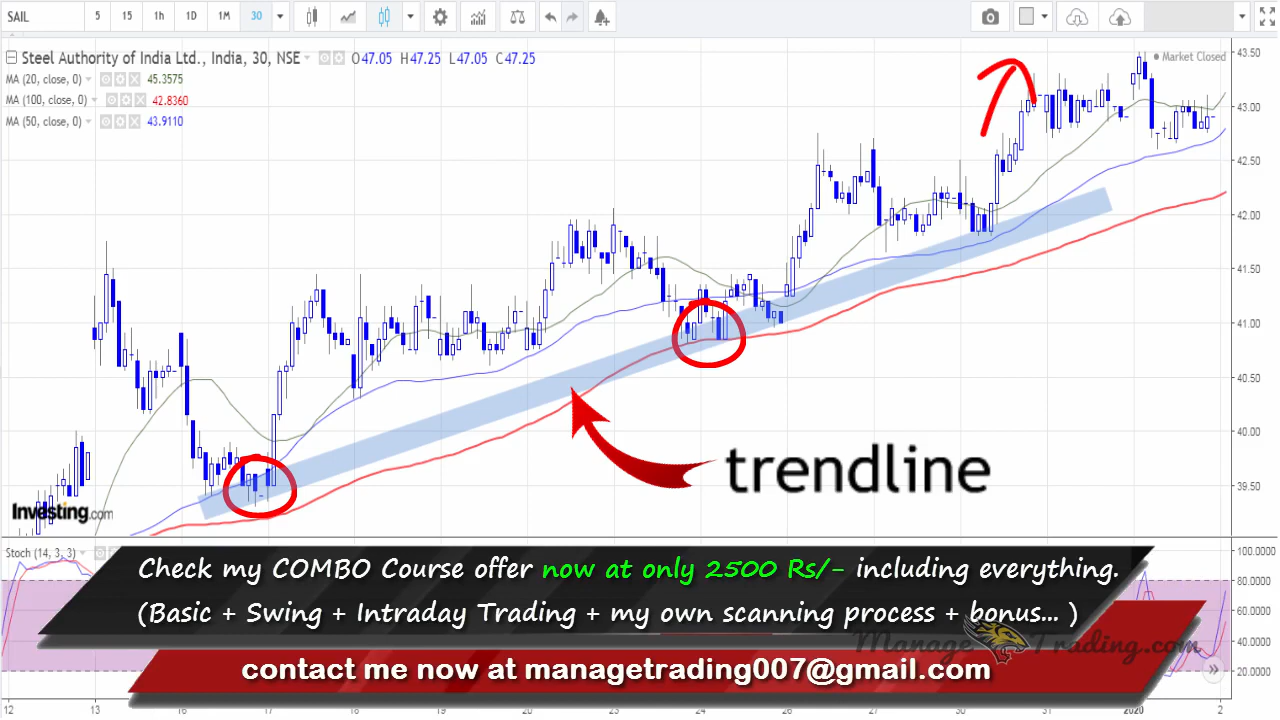 SAIL 5 15 1h 1D 1M 30
Steel Authority of India Ltd., India, 30, NSE O47.05 H47.25 L47.05 C47.25
Market Closed
MA (20, close, 0) 45.3575
MA (100, close, 0) 42.8360
MA (50, close, 0) 43.9110
43.50
43.00
42.50
42.00
41.50
41.00
40.50
40.00
39.50
trendline
Investing.com
Stoch (14, 3, 3)
100.0000
80.0000
60.0000
40.0000
20.0000
Check my COMBO Course offer now at only 2500 Rs/- including everything.
(Basic + Swing + Intraday Trading + my own scanning process + bonus... )
Manage Trading.com
contact me now at managetrading007@gmail.com
12 13 16 17 18 19 20 23 24 26 27 30 31 2020 2